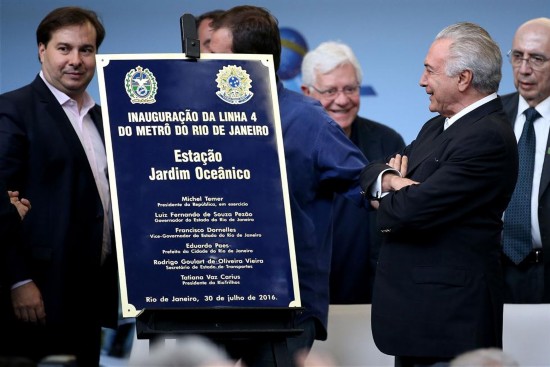 INAUGURAÇÃO DA LINHA 4
DO METRÔ DO RIO DE JANEIRO
Estação
Jardim Oceânico
Michel Temer
Presidente da República, em exercício
Luiz Fernando de Souza Pezão
Governador do Estado do Rio de Janeiro
Francisco Dornelles
Vice-Governador do Estado do Rio de Janeiro
Eduardo Paes
Prefeito da Cidade do Rio de Janeiro
Rodrigo Goulart de Oliveira Vieira
Secretário de Estado de Transportes
Tatiana Vaz Carius
Presidente da RioTrilhos
Rio de Janeiro, 30 de julho de 2016.